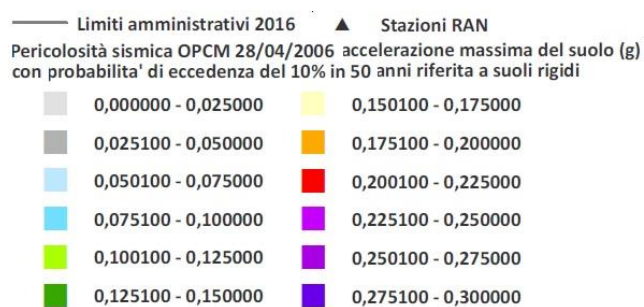 Limiti amministrativi 2016 Stazioni RAN
Pericolosità sismica OPCM 28/04/2006 accelerazione massima del suolo (g)
con probabilita' di eccedenza del 10% in 50 anni riferita a suoli rigidi
0,000000 - 0,025000 0,150100 - 0,175000
0,025100 - 0,050000 0,175100 - 0,200000
0,050100 - 0,075000 0,200100 - 0,225000
0,075100 - 0,100000 0,225100 - 0,250000
0,100100 - 0,125000 0,250100 - 0,275000
0,125100 - 0,150000 0,275100 - 0,300000